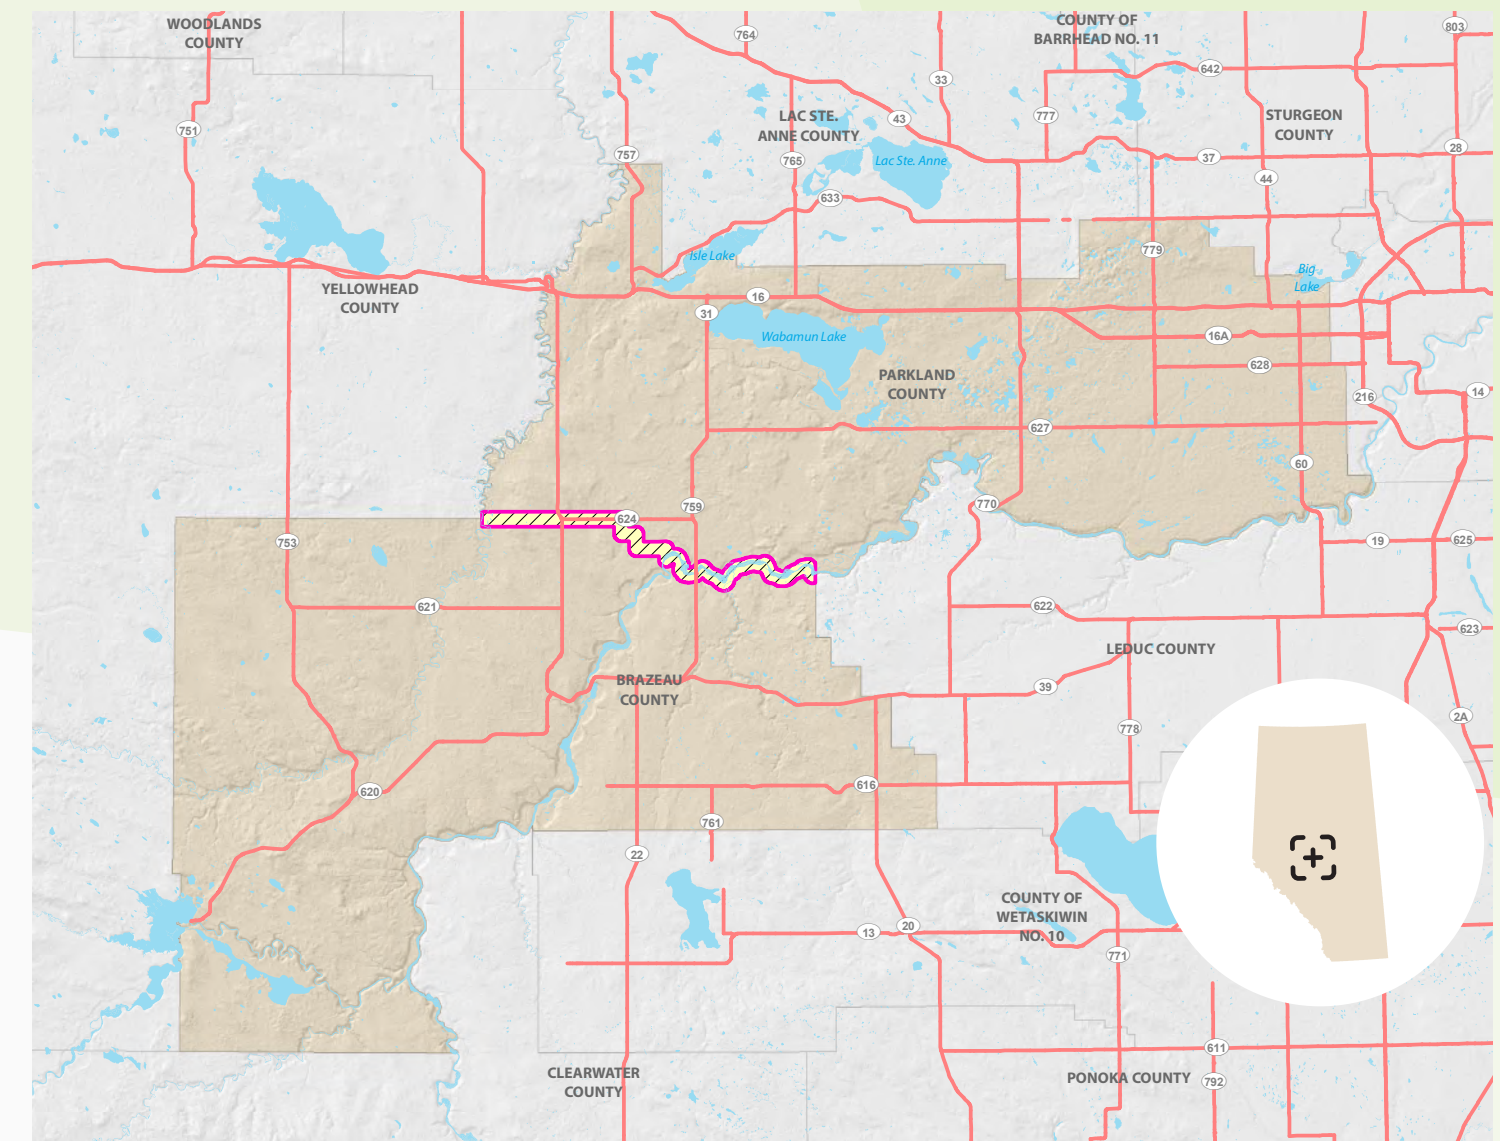 WOODLANDS
COUNTY
764
COUNTY OF
BARRHEAD NO. 11
803
33
642
751
LAC STE.
ANNE COUNTY
43
777
STURGEON
COUNTY
757
765
Lac Ste. Anne
37
28
44
633
779
Isle Lake
Big
Lake
YELLOWHEAD
COUNTY
16
31
Wabamun Lake
16A
628
PARKLAND
COUNTY
14
216
627
60
759
770
624
753
19
625
621
622
623
LEDUC COUNTY
BRAZEAU
COUNTY
39
2A
778
620
616
761
22
COUNTY OF
WETASKIWIN
NO. 10
13
20
771
611
CLEARWATER
COUNTY
PONOKA COUNTY
792